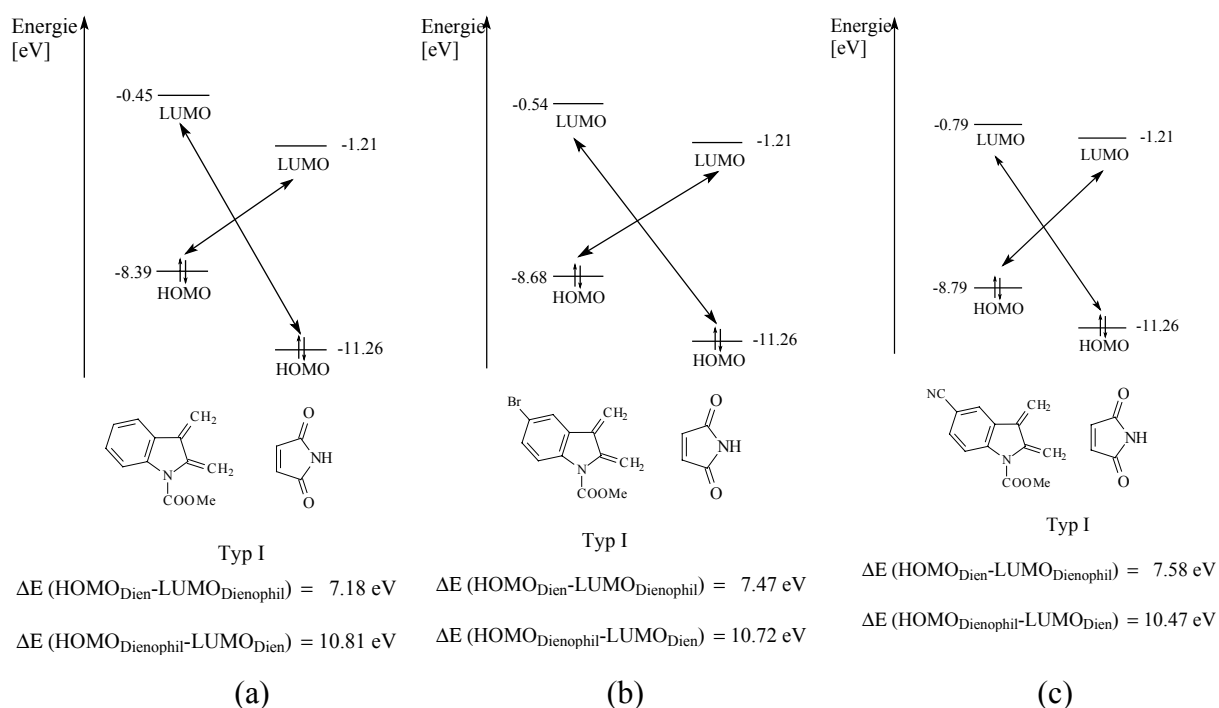 Energie
[eV]
-0.45
LUMO
-1.21
LUMO
-8.39
HOMO
-11.26
HOMO
CH2
CH2
N
COOMe
O
NH
O
Typ I
ΔE (HOMODien-LUMODienophil) = 7.18 eV
ΔE (HOMODienophil-LUMODien) = 10.81 eV
(a)
Energie
[eV]
-0.54
LUMO
-1.21
LUMO
-8.68
HOMO
-11.26
HOMO
Br
CH2
CH2
N
COOMe
O
NH
O
Typ I
ΔE (HOMODien-LUMODienophil) = 7.47 eV
ΔE (HOMODienophil-LUMODien) = 10.72 eV
(b)
Energie
[eV]
-0.79
LUMO
-1.21
LUMO
-8.79
HOMO
-11.26
HOMO
NC
CH2
CH2
N
COOMe
O
NH
O
Typ I
ΔE (HOMODien-LUMODienophil) = 7.58 eV
ΔE (HOMODienophil-LUMODien) = 10.47 eV
(c)